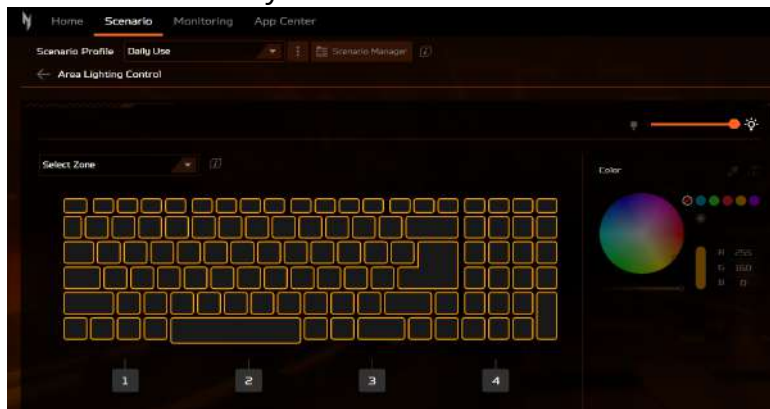 Home Scenario Monitoring App Center
Scenario Profile Daily Use Scenario Manager
Area Lighting Control
Select Zone
Color
R 255
G 160
B 0
1 2 3 4